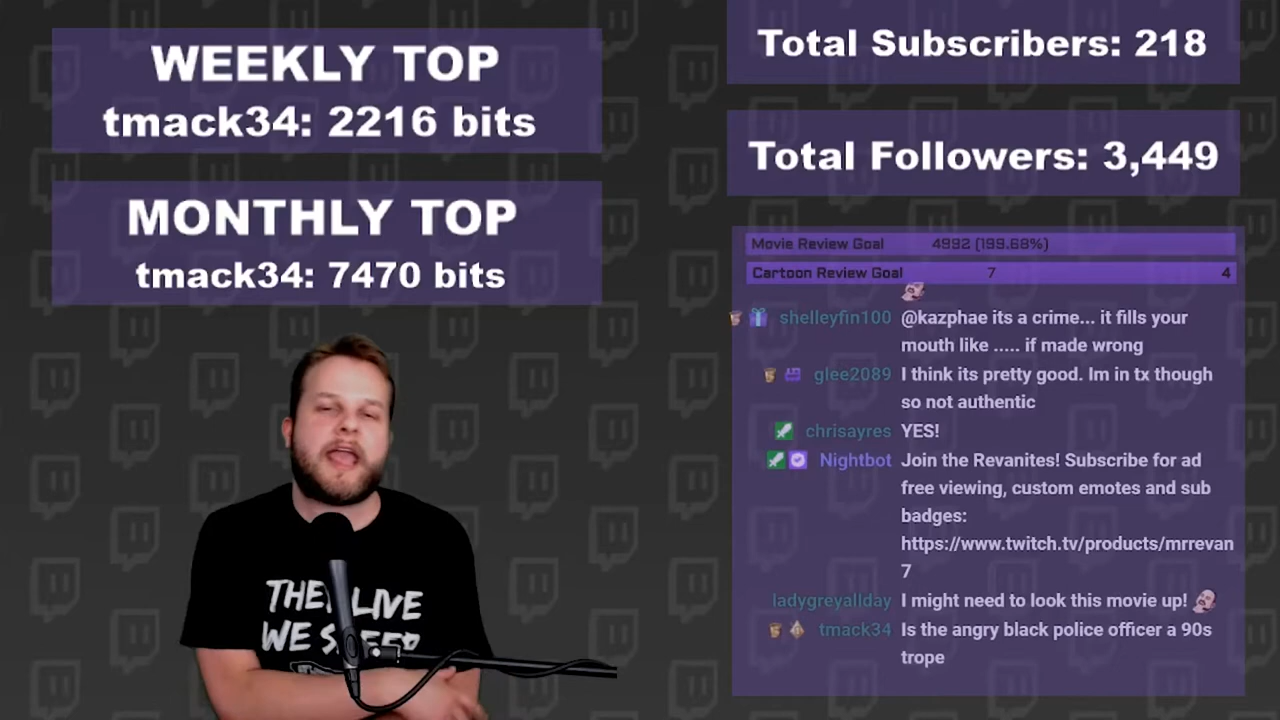 WEEKLY TOP
tmack34: 2216 bits
MONTHLY TOP
tmack34: 7470 bits
Total Subscribers: 218
Total Followers: 3,449
Movie Review Goal 4992 (199.68%)
Cartoon Review Goal 7 4
shelleyfin100 @kazphae its a crime... it fills your
mouth like ..... if made wrong
glee2089 I think its pretty good. Im in tx though
so not authentic
chrisayres YES!
Nightbot Join the Revanites! Subscribe for ad
free viewing, custom emotes and sub
badges:
https://www.twitch.tv/products/mrrevan
7
ladygreyallday I might need to look this movie up!
tmack34 Is the angry black police officer a 90s
trope
THEY LIVE
WE SLEEP